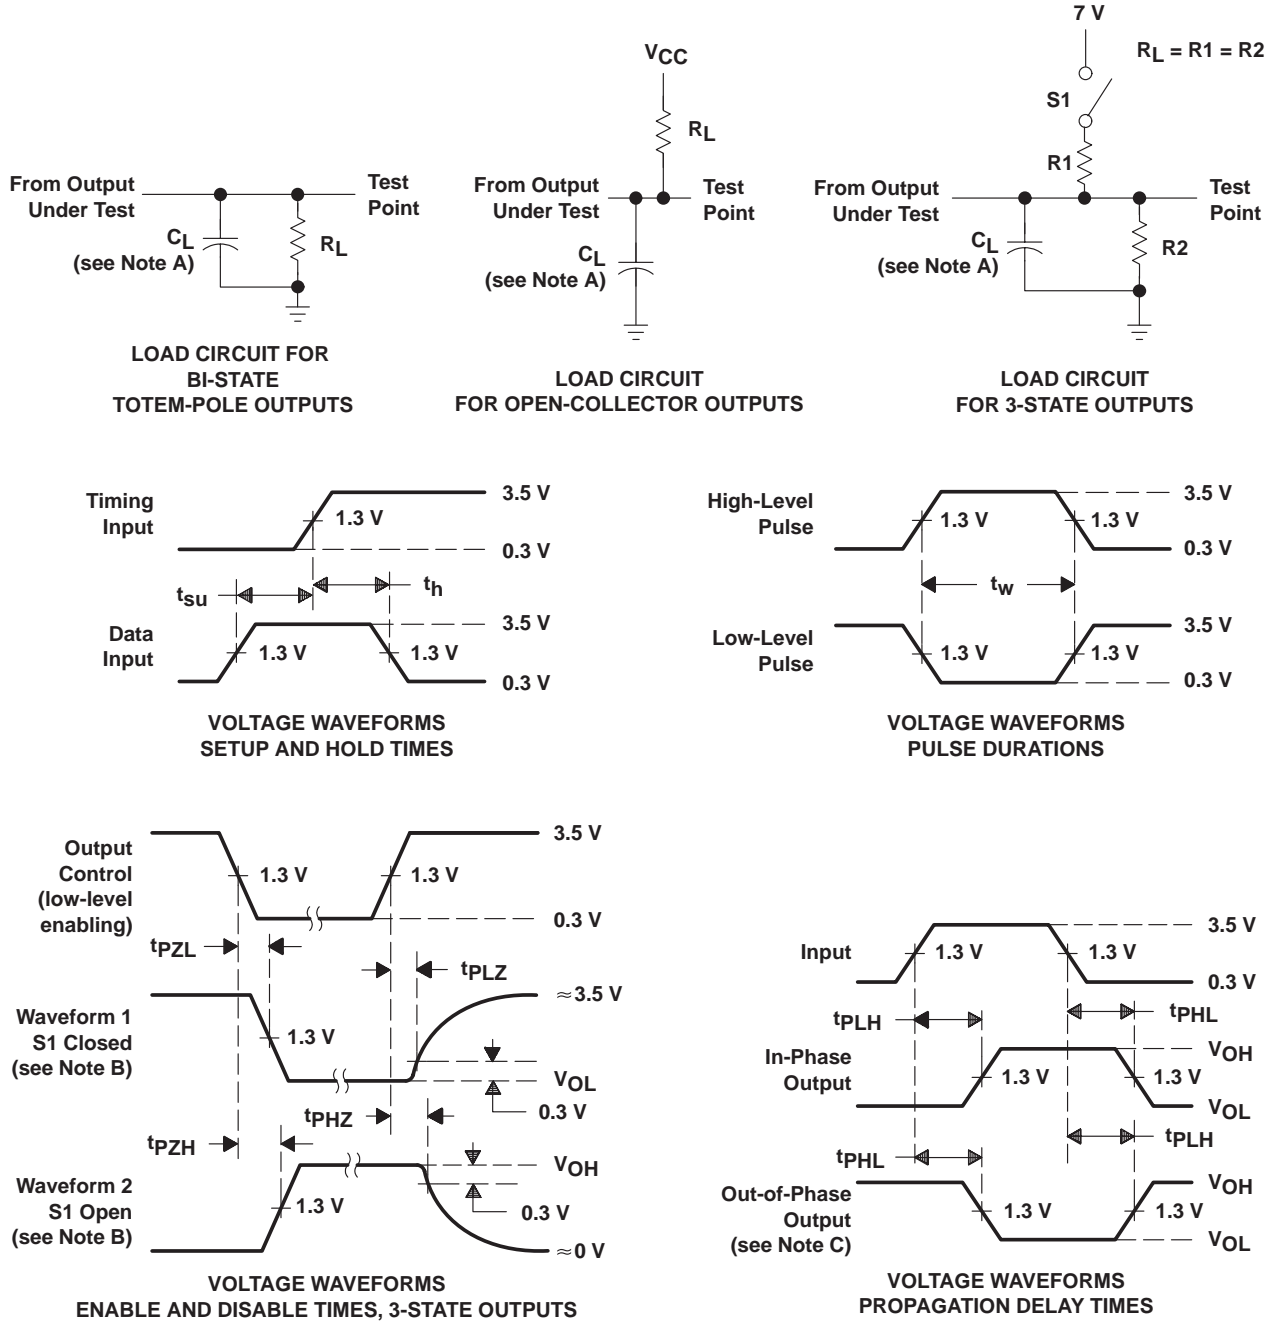 7 V
RL = R1 = R2
S1
R1
From Output
Under Test
Test
Point
CL
(see Note A)
R2
LOAD CIRCUIT
FOR 3-STATE OUTPUTS
VCC
RL
From Output
Under Test
Test
Point
CL
(see Note A)
LOAD CIRCUIT
FOR OPEN-COLLECTOR OUTPUTS
From Output
Under Test
Test
Point
CL
(see Note A)
RL
LOAD CIRCUIT FOR
BI-STATE
TOTEM-POLE OUTPUTS
Timing
Input
1.3 V
3.5 V
0.3 V
tsu
th
Data
Input
1.3 V
1.3 V
3.5 V
0.3 V
VOLTAGE WAVEFORMS
SETUP AND HOLD TIMES
High-Level
Pulse
1.3 V
1.3 V
3.5 V
0.3 V
tw
Low-Level
Pulse
1.3 V
1.3 V
3.5 V
0.3 V
VOLTAGE WAVEFORMS
PULSE DURATIONS
Output
Control
(low-level
enabling)
1.3 V
1.3 V
3.5 V
0.3 V
tPZL
tPLZ
Waveform 1
S1 Closed
(see Note B)
1.3 V
≈3.5 V
VOL
0.3 V
tPHZ
tPZH
Waveform 2
S1 Open
(see Note B)
1.3 V
VOH
0.3 V
≈0 V
VOLTAGE WAVEFORMS
ENABLE AND DISABLE TIMES, 3-STATE OUTPUTS
Input
1.3 V
1.3 V
3.5 V
0.3 V
tPLH
tPHL
In-Phase
Output
1.3 V
1.3 V
VOH
VOL
tPHL
tPLH
Out-of-Phase
Output
(see Note C)
1.3 V
1.3 V
VOH
VOL
VOLTAGE WAVEFORMS
PROPAGATION DELAY TIMES